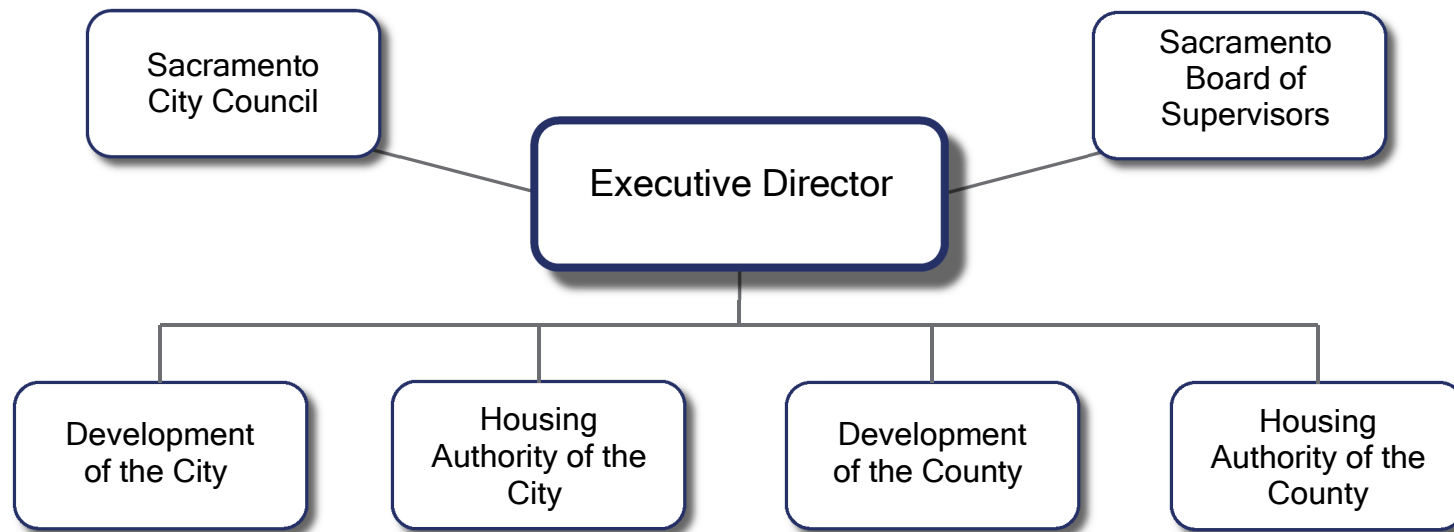 Sacramento
City Council
Sacramento
Board of
Supervisors
Executive Director
Development
of the City
Housing
Authority of the
City
Development
of the County
Housing
Authority of the
County